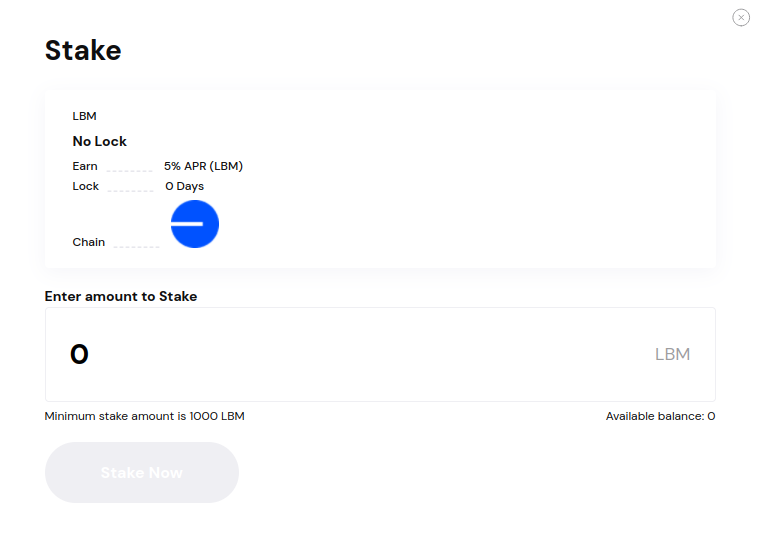 Stake
LBM
No Lock
Earn 5% APR (LBM)
Lock 0 Days
Chain
Enter amount to Stake
0 LBM
Minimum stake amount is 1000 LBM Available balance: 0
Stake Now